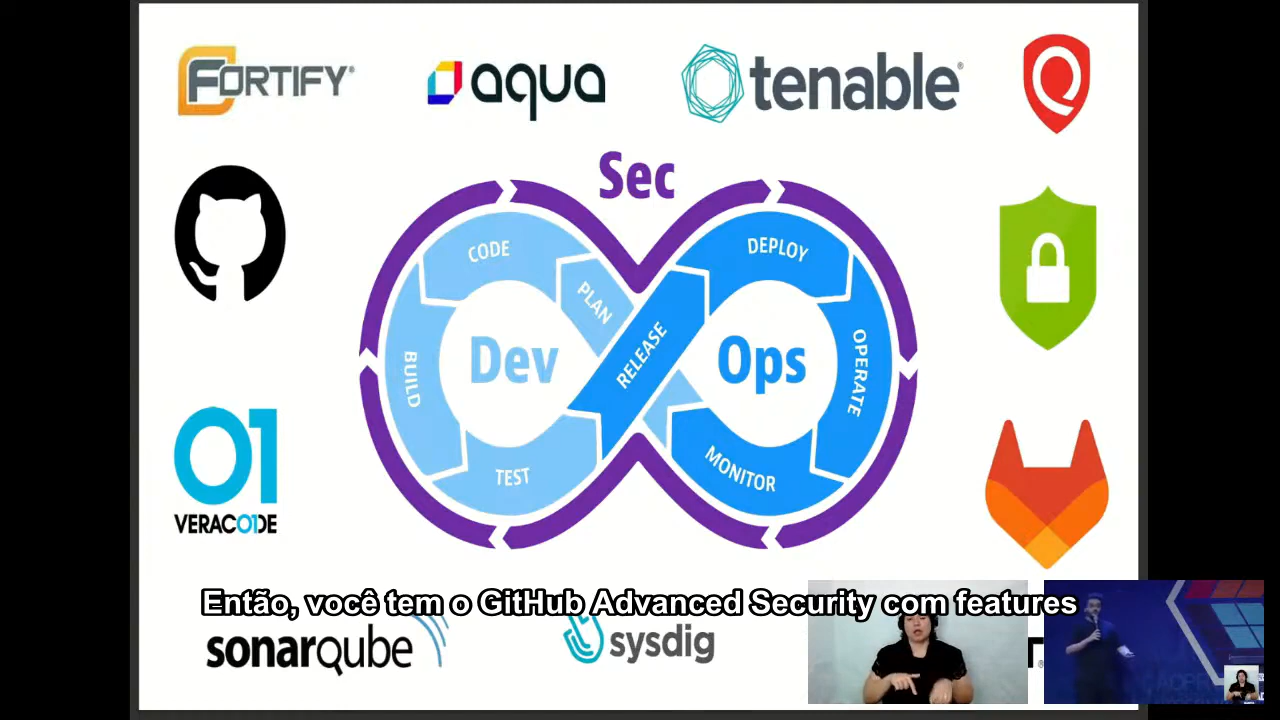 FORTIFY®
aqua
tenable®
Sec
CODE
PLAN
DEPLOY
BUILD
Dev
RELEASE
Ops
OPERATE
TEST
MONITOR
VERACODE
Então, você tem o GitHub Advanced Security com features
sonarqube
sysdig